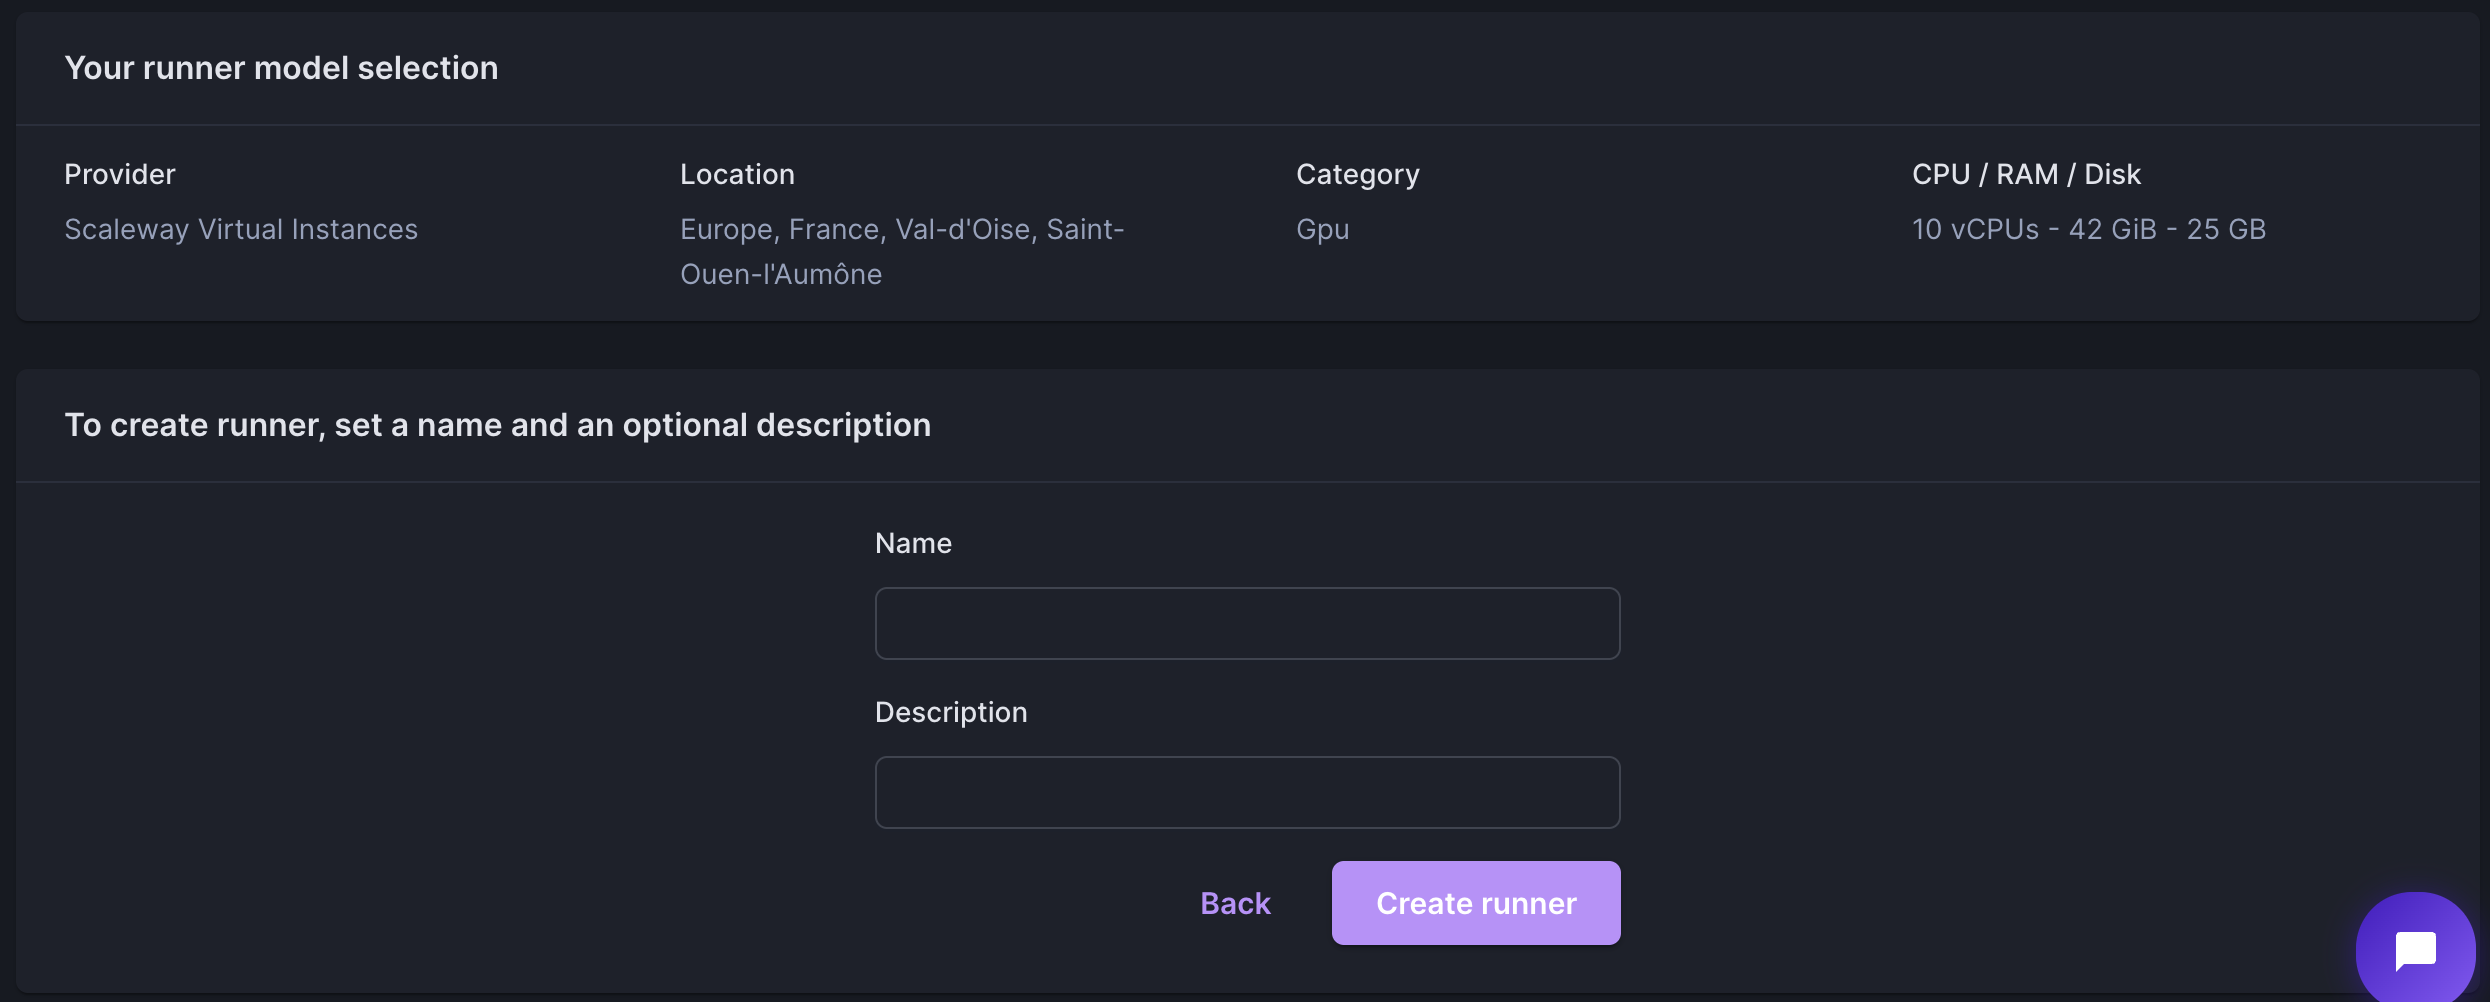 Your runner model selection
Provider
Scaleway Virtual Instances
Location
Europe, France, Val-d'Oise, Saint-
Ouen-l'Aumône
Category
Gpu
CPU / RAM / Disk
10 vCPUs - 42 GiB - 25 GB
To create runner, set a name and an optional description
Name
Description
Back
Create runner